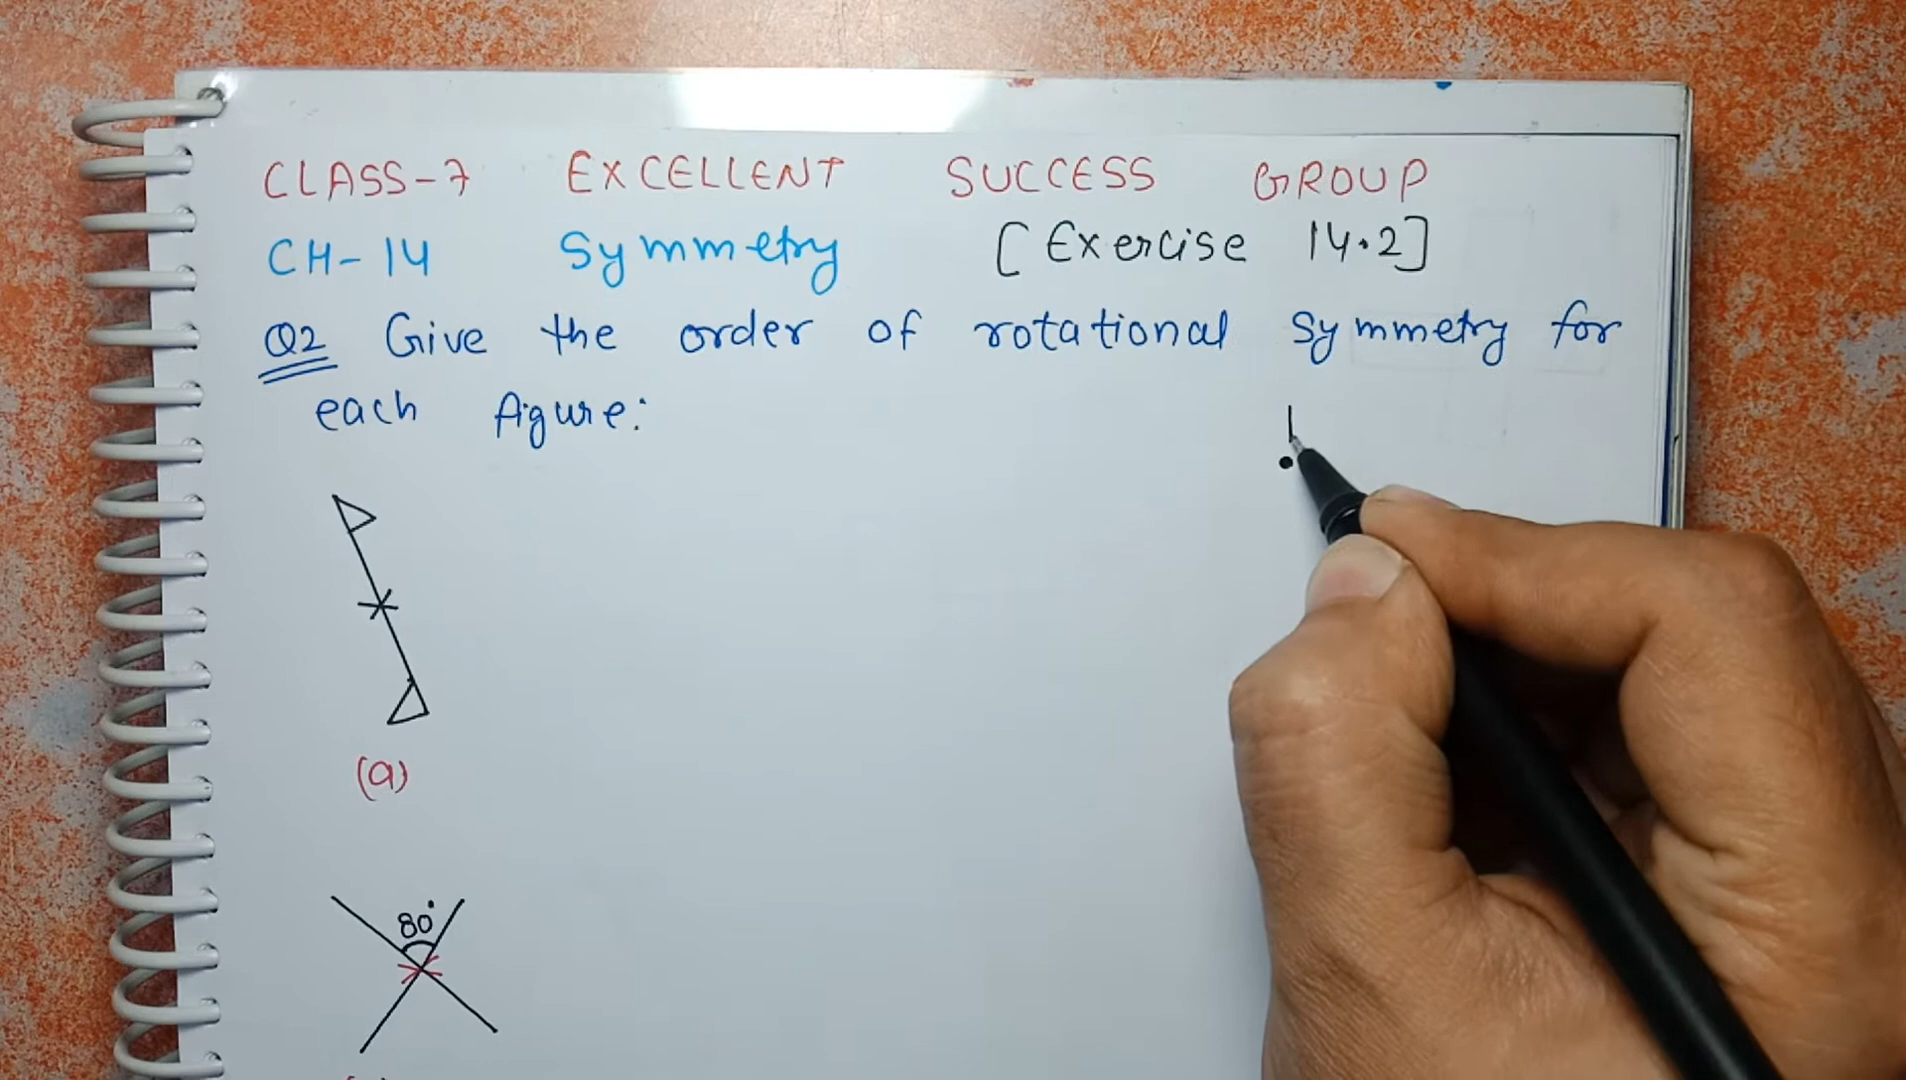 CLASS-7 EXCELLENT SUCCESS GROUP
CH-14 Symmetry [Exercise 14.2]
Q2 Give the order of rotational Symmetry for
each figure:
(a)
80°